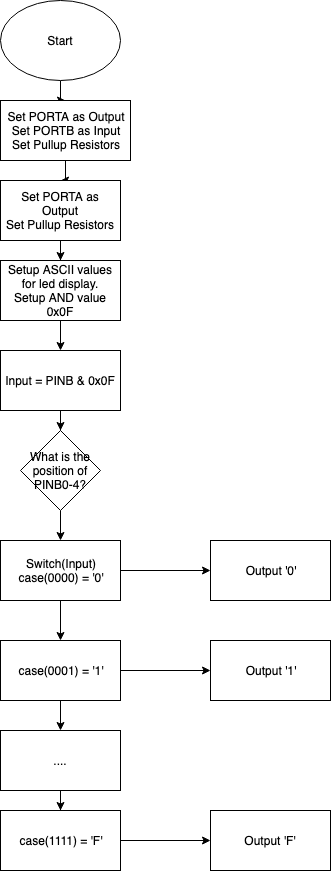 Start
Set PORTA as Output
Set PORTB as Input
Set Pullup Resistors
Set PORTA as
Output
Set Pullup Resistors
Setup ASCII values
for led display.
Setup AND value
0x0F
Input = PINB & 0x0F
What is the
position of
PINB0-4?
Switch(Input)
case(0000) = '0'
Output '0'
case(0001) = '1'
Output '1'
....
case(1111) = 'F'
Output 'F'